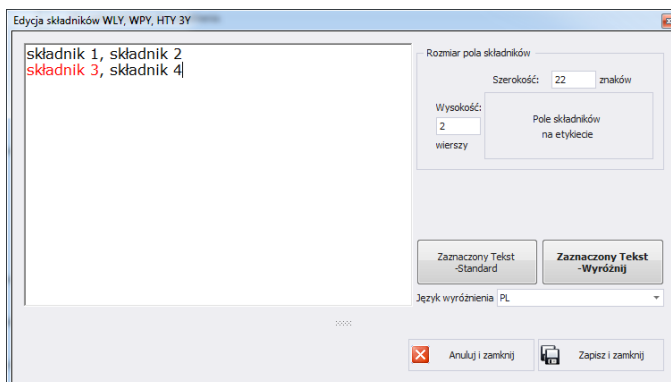 Edycja składników WLY, WPY, HTY 3Y
składnik 1, składnik 2
składnik 3, składnik 4
Rozmiar pola składników
Szerokość: 22 znaków
Wysokość:
2
wierszy
Pole składników
na etykiecie
Zaznaczony Tekst
-Standard
Zaznaczony Tekst
-Wyróżnij
Język wyróżnienia PL
Anuluj i zamknij
Zapisz i zamknij